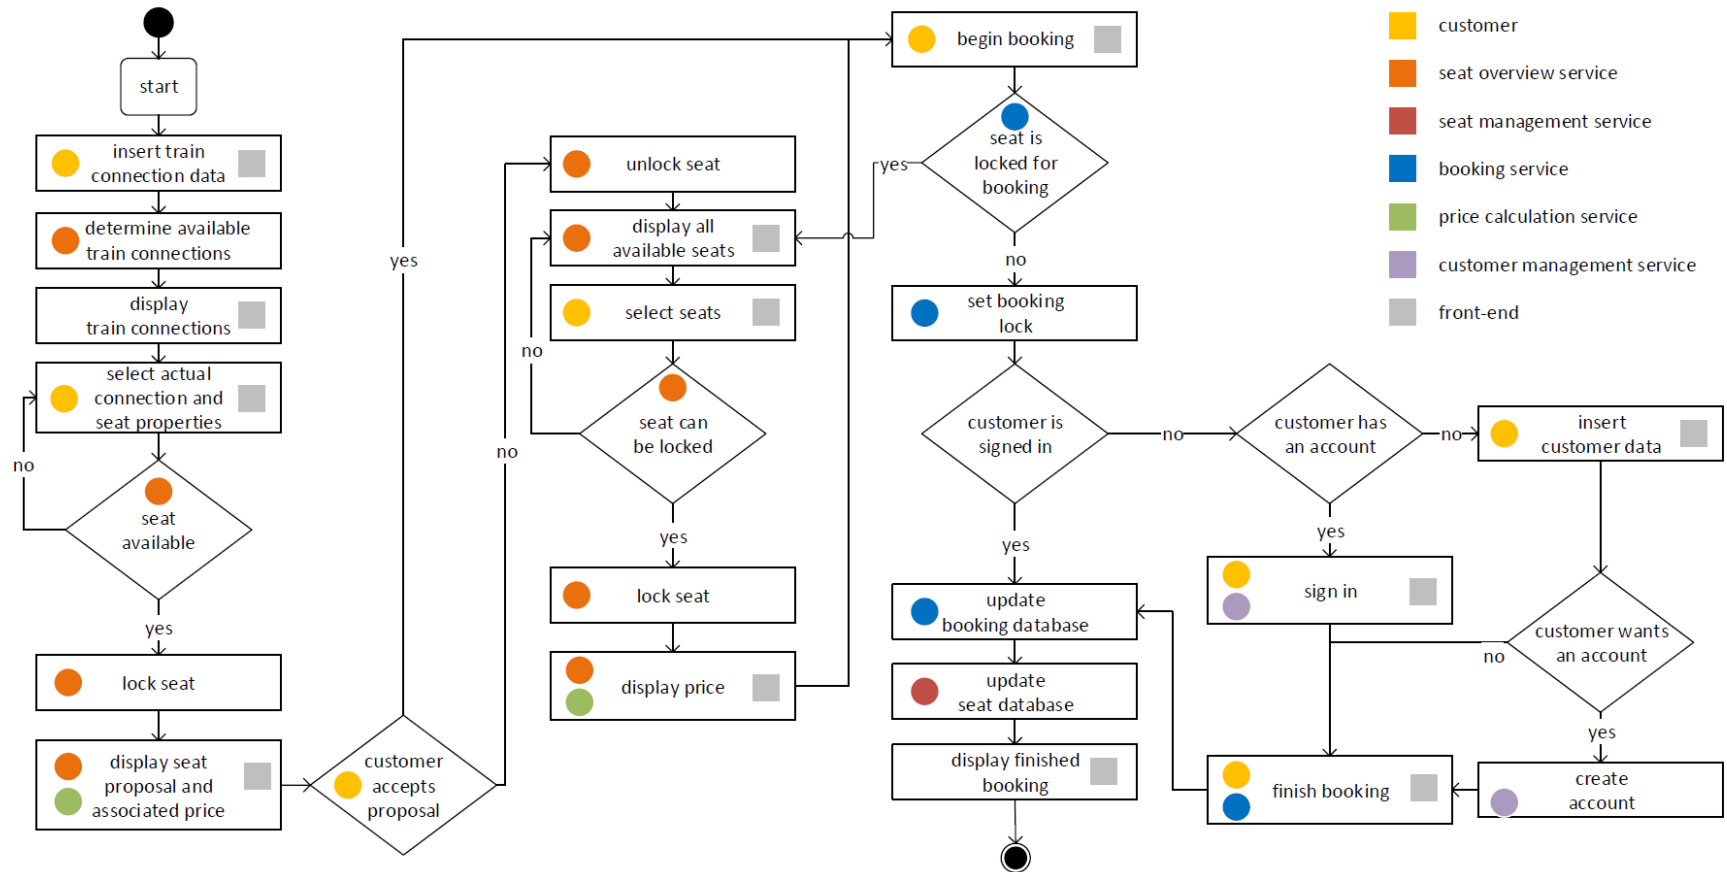 start
insert train
connection data
determine available
train connections
display
train connections
select actual
connection and
seat properties
no
seat
available
yes
lock seat
display seat
proposal and
associated price
customer
accepts
proposal
yes
no
unlock seat
display all
available seats
select seats
no
seat can
be locked
yes
lock seat
display price
begin booking
seat is
locked for
booking
yes
no
set booking
lock
customer is
signed in
no
yes
customer has
an account
no
yes
insert
customer data
sign in
customer wants
an account
no
yes
create
account
finish booking
update
booking database
update
seat database
display finished
booking
customer
seat overview service
seat management service
booking service
price calculation service
customer management service
front-end